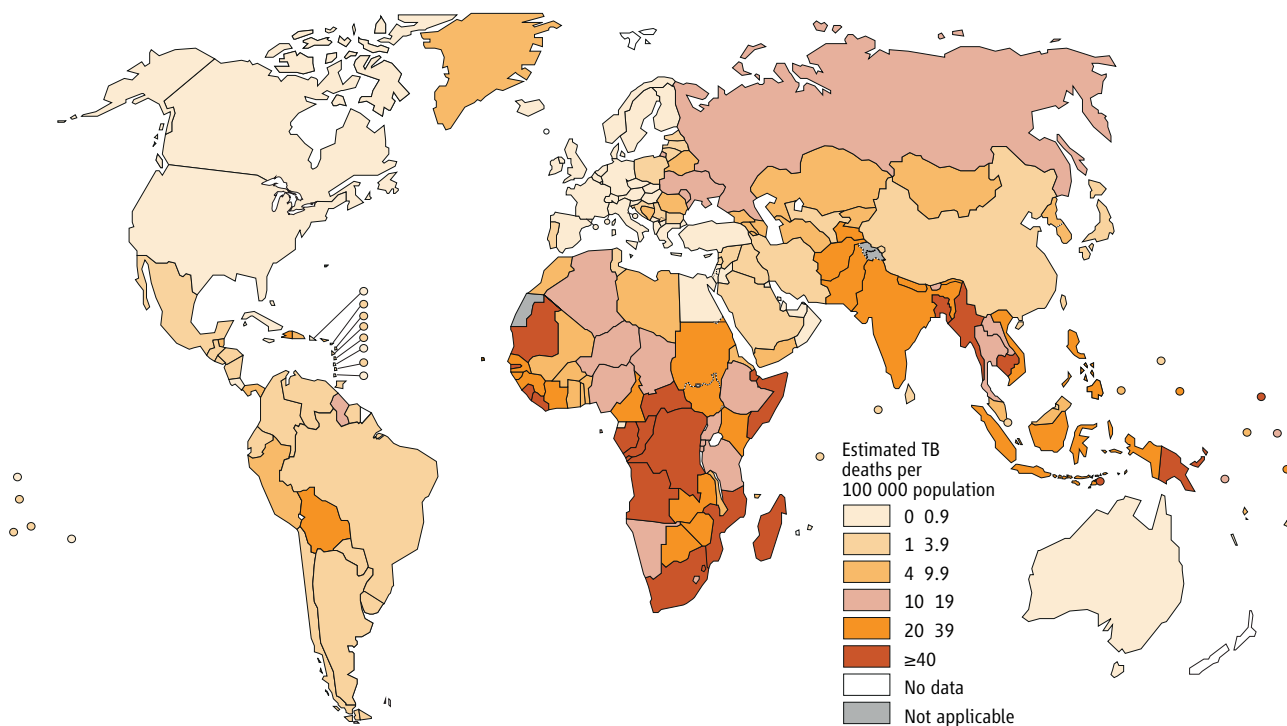 Estimated TB
deaths per
100 000 population
0 0.9
1 3.9
4 9.9
10 19
20 39
≥40
No data
Not applicable